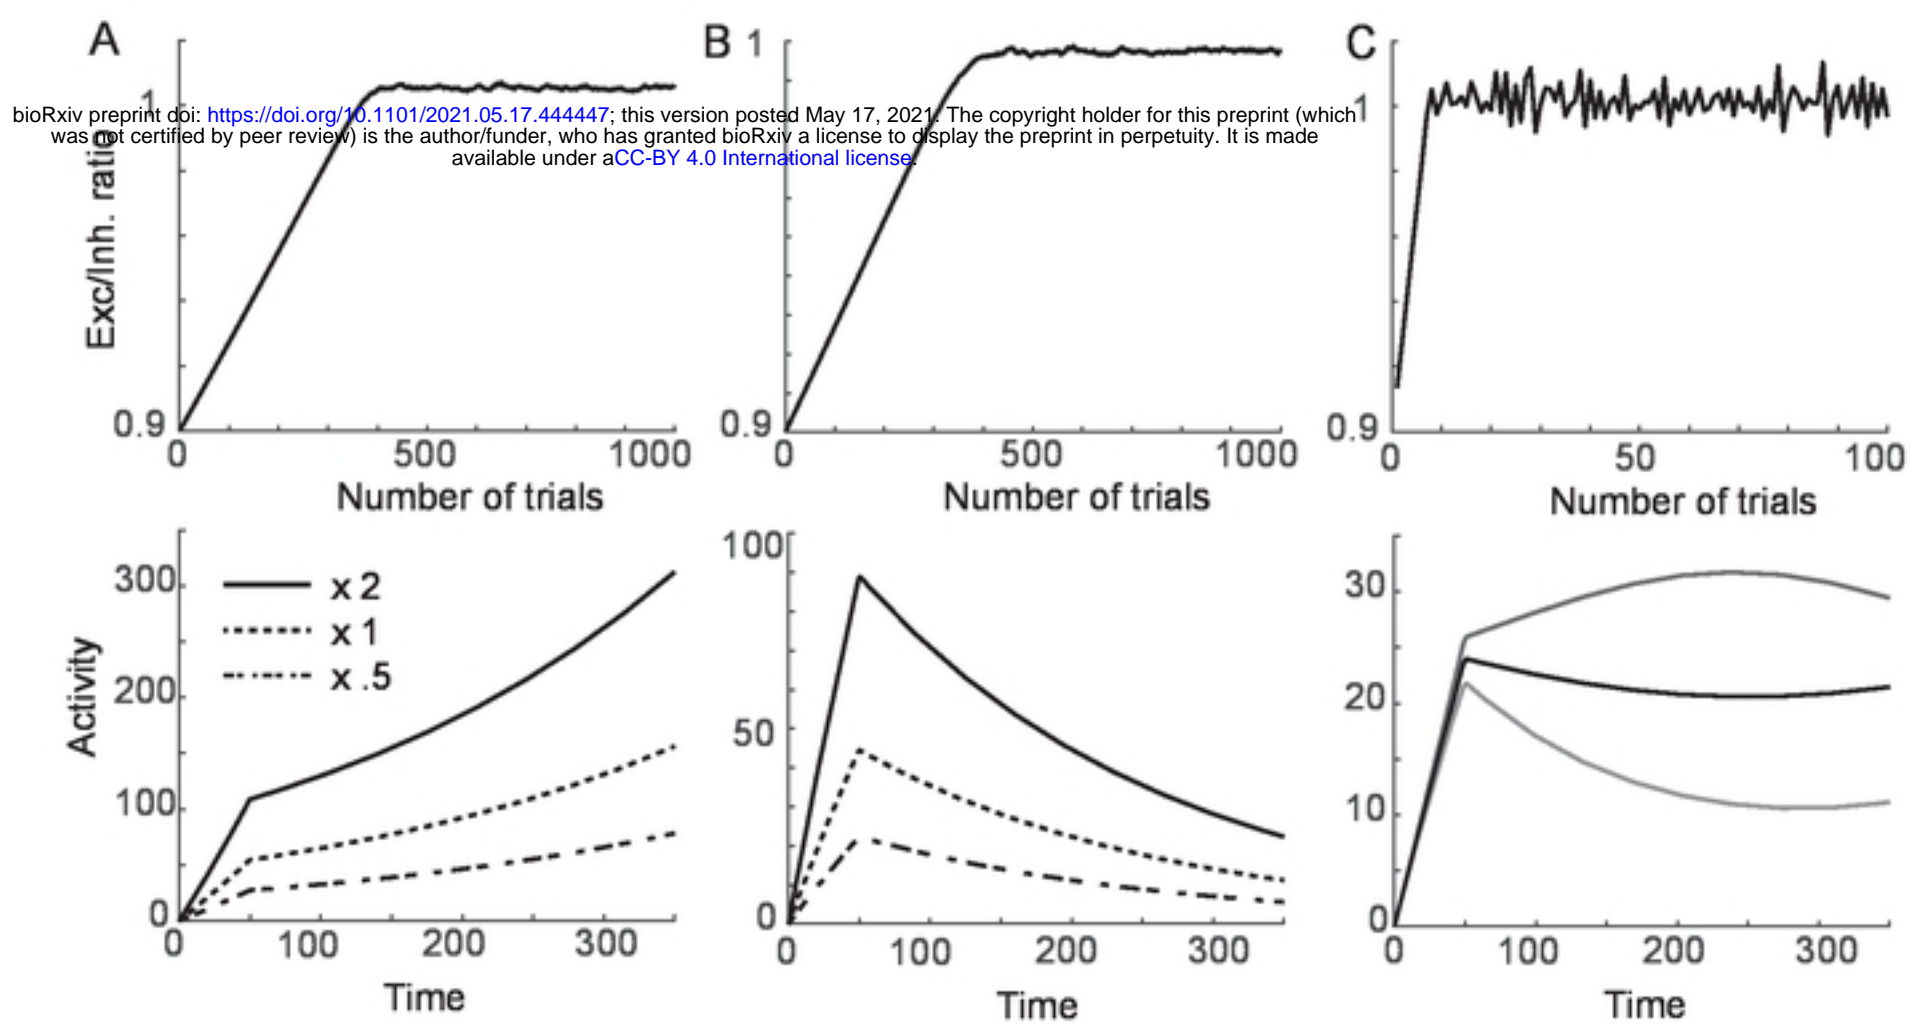 A
B
C
1
1
1
bioRxiv preprint doi: https://doi.org/10.1101/2021.05.17.444447; this version posted May 17, 2021. The copyright holder for this preprint (which
was not certified by peer review) is the author/funder, who has granted bioRxiv a license to display the preprint in perpetuity. It is made
available under aCC-BY 4.0 International license.
Exc/Inh. ratio
0.9
0.9
0.9
0 500 1000
0 500 1000
0 50 100
Number of trials
Number of trials
Number of trials
Activity
300
200
100
0
x 2
x 1
x .5
100
50
0
30
20
10
0
0 100 200 300
0 100 200 300
0 100 200 300
Time
Time
Time